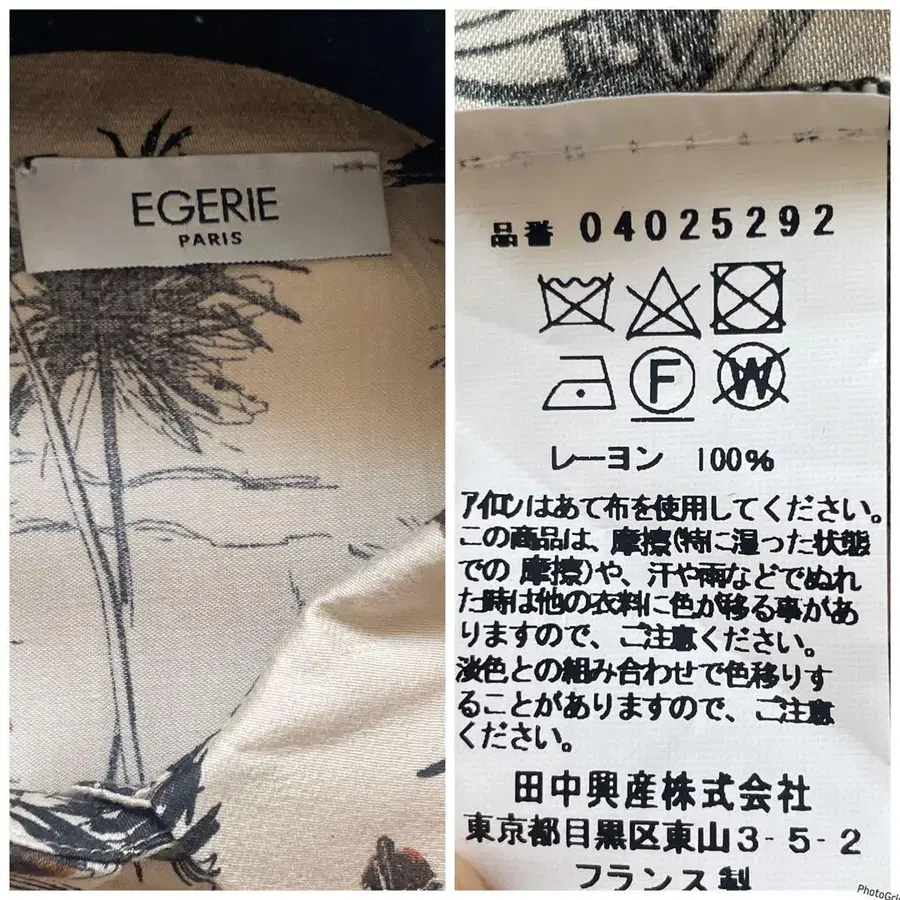 EGERIE
PARIS
品番 04025292
F
W
レーヨン 100%
アイロンはあて布を使用してください。
この商品は、摩擦(特に湿った状態
での 摩擦)や、汗や雨などでぬれ
た時は他の衣料に色が移る事があ
りますので、ご注意ください。
淡色との組み合わせで色移りす
ることがありますので、ご注意
ください。
田中興産株式会社
東京都目黒区東山3-5-2
フランス製